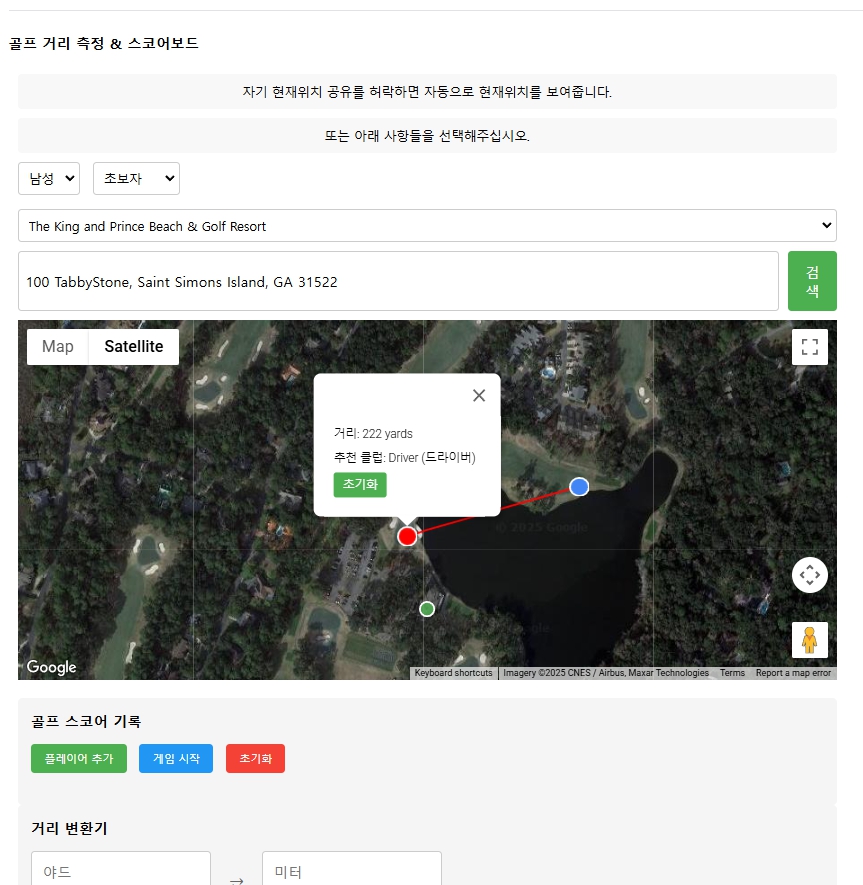 골프 거리 측정 & 스코어보드
자기 현재위치 공유를 허락하면 자동으로 현재위치를 보여줍니다.
또는 아래 사항들을 선택해주십시오.
남성 초보자
The King and Prince Beach & Golf Resort
100 TabbyStone, Saint Simons Island, GA 31522
검
색
Map Satellite
거리: 222 yards
추천 클럽: Driver (드라이버)
초기화
© 2025 Google
Google
Keyboard shortcuts Imagery ©2025 CNES / Airbus, Maxar Technologies Terms Report a map error
골프 스코어 기록
플레이어 추가 게임 시작 초기화
거리 변환기
야드 → 미터